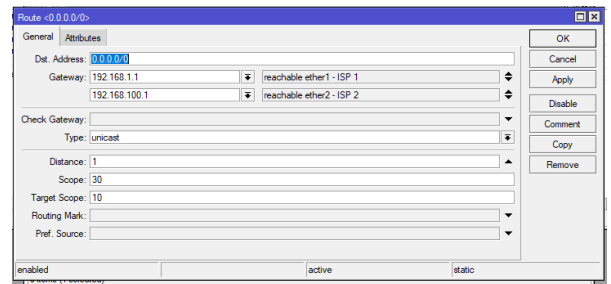 Route <0.0.0.0/0>
General Attributes
OK
Dst. Address: 0.0.0.0/0
Cancel
Gateway: 192.168.1.1 reachable ether1 - ISP 1
Apply
192.168.100.1 reachable ether2 - ISP 2
Disable
Check Gateway:
Comment
Type: unicast
Copy
Distance: 1
Remove
Scope: 30
Target Scope: 10
Routing Mark:
Pref. Source:
enabled active static